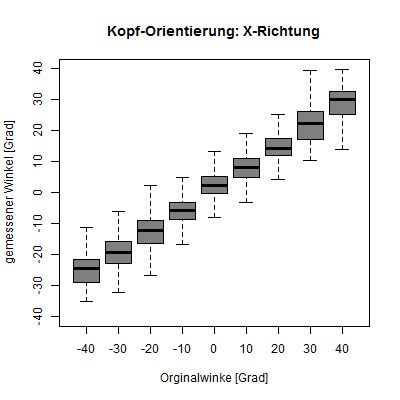 Kopf-Orientierung: X-Richtung
gemessener Winkel [Grad]
40
30
20
10
0
-10
-20
-30
-40
-40 -30 -20 -10 0 10 20 30 40
Orginalwinke [Grad]